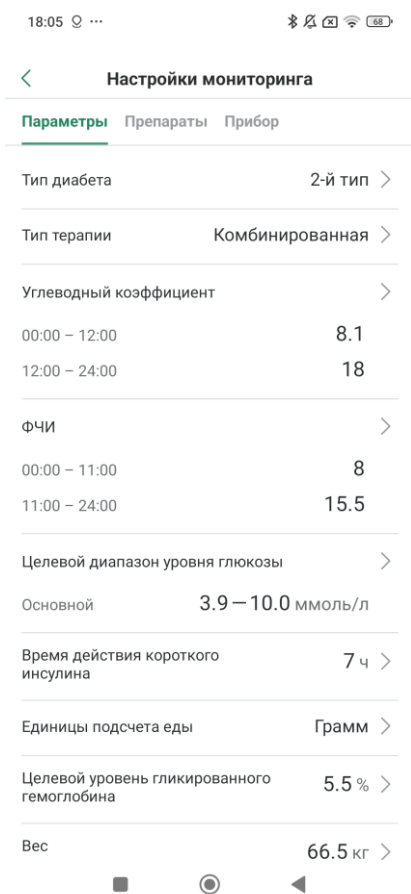 18:05
68
Настройки мониторинга
Параметры Препараты Прибор
Тип диабета 2-й тип
Тип терапии Комбинированная
Углеводный коэффициент
00:00 – 12:00 8.1
12:00 – 24:00 18
ФЧИ
00:00 – 11:00 8
11:00 – 24:00 15.5
Целевой диапазон уровня глюкозы
Основной 3.9 – 10.0 ммоль/л
Время действия короткого
инсулина 7 ч
Единицы подсчета еды Грамм
Целевой уровень гликированного
гемоглобина 5.5 %
Вес 66.5 кг